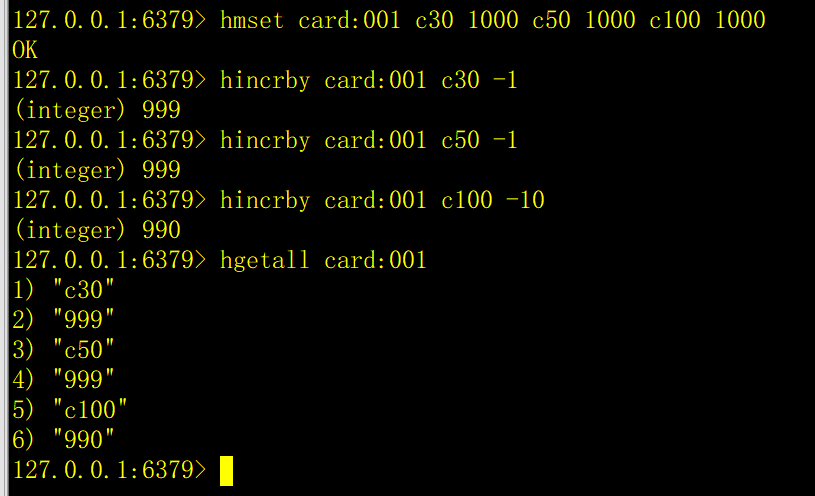 127.0.0.1:6379> hmset card:001 c30 1000 c50 1000 c100 1000
OK
127.0.0.1:6379> hincrby card:001 c30 -1
(integer) 999
127.0.0.1:6379> hincrby card:001 c50 -1
(integer) 999
127.0.0.1:6379> hincrby card:001 c100 -10
(integer) 990
127.0.0.1:6379> hgetall card:001
1) "c30"
2) "999"
3) "c50"
4) "999"
5) "c100"
6) "990"
127.0.0.1:6379>